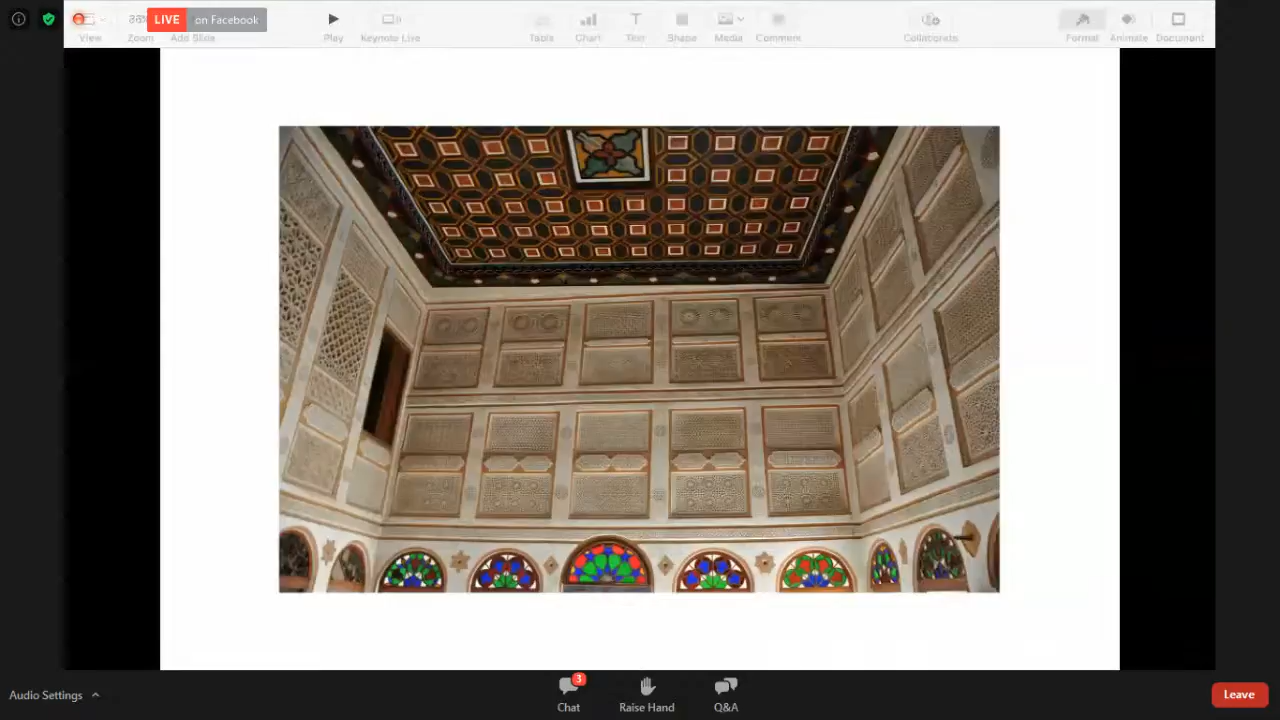 LIVE on Facebook
View Zoom Add Slide Play Keynote Live Table Chart Text Shape Media Comment Collaborate Format Animate Document
Audio Settings
Chat 3
Raise Hand
Q&A
Leave